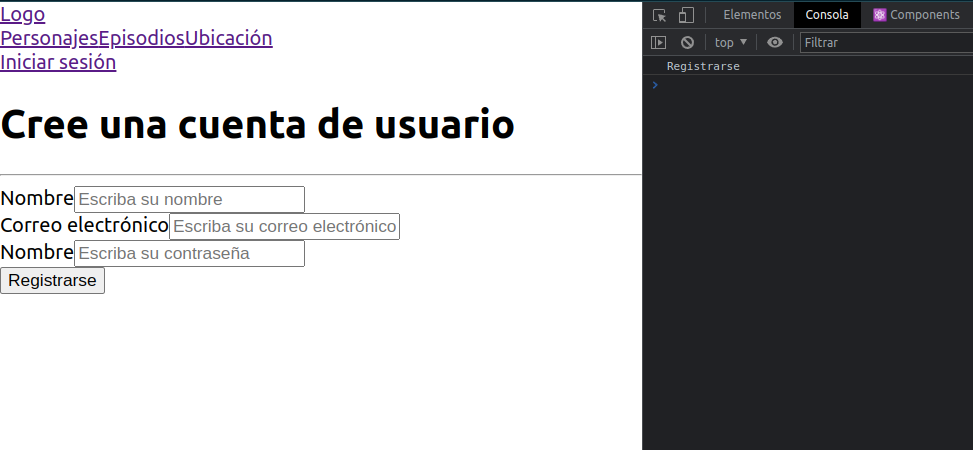 Logo
PersonajesEpisodiosUbicación
Iniciar sesión
Cree una cuenta de usuario
Nombre Escriba su nombre
Correo electrónico Escriba su correo electrónico
Nombre Escriba su contraseña
Registrarse
Elementos Consola Components
top Filtrar
Registrarse